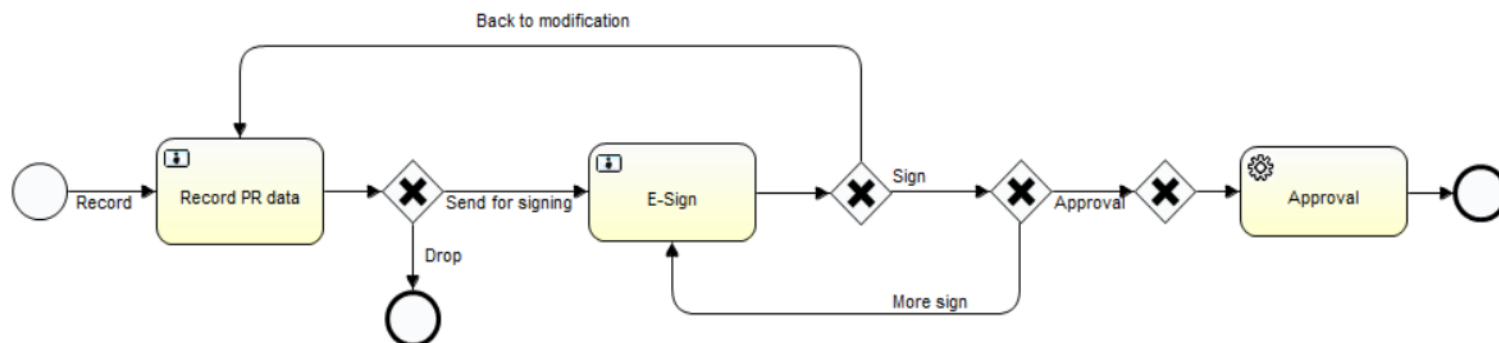 Back to modification
Record
Record PR data
Send for signing
Drop
E-Sign
Sign
More sign
Approval
Approval